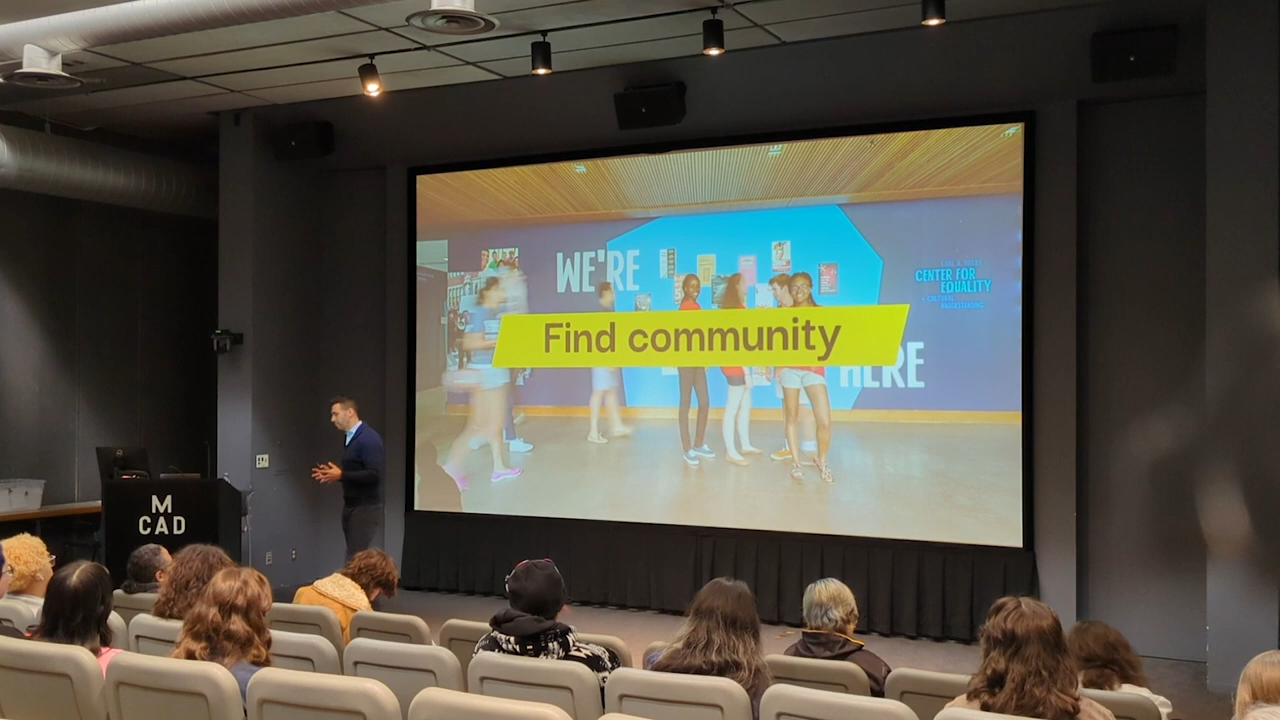 WE'RE
CENTER FOR
EQUALITY
Find community
HERE
M
CAD